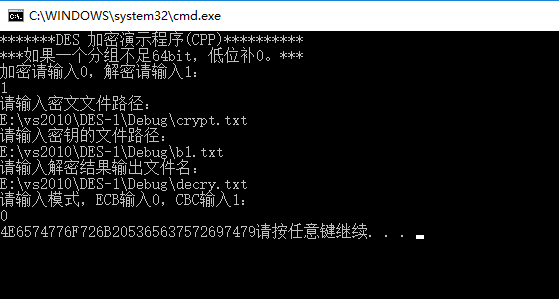 C:\WINDOWS\system32\cmd.exe
*******DES 加密演示程序(CPP)**********
***如果一个分组不足64bit，低位补0。***
加密请输入0，解密请输入1：
1
请输入密文文件路径：
E:\vs2010\DES-1\Debug\crypt.txt
请输入密钥的文件路径：
E:\vs2010\DES-1\Debug\b1.txt
请输入解密结果输出文件名：
E:\vs2010\DES-1\Debug\decry.txt
请输入模式，ECB输入0，CBC输入1：
0
4E6574776F726B205365637572697479请按任意键继续. . .